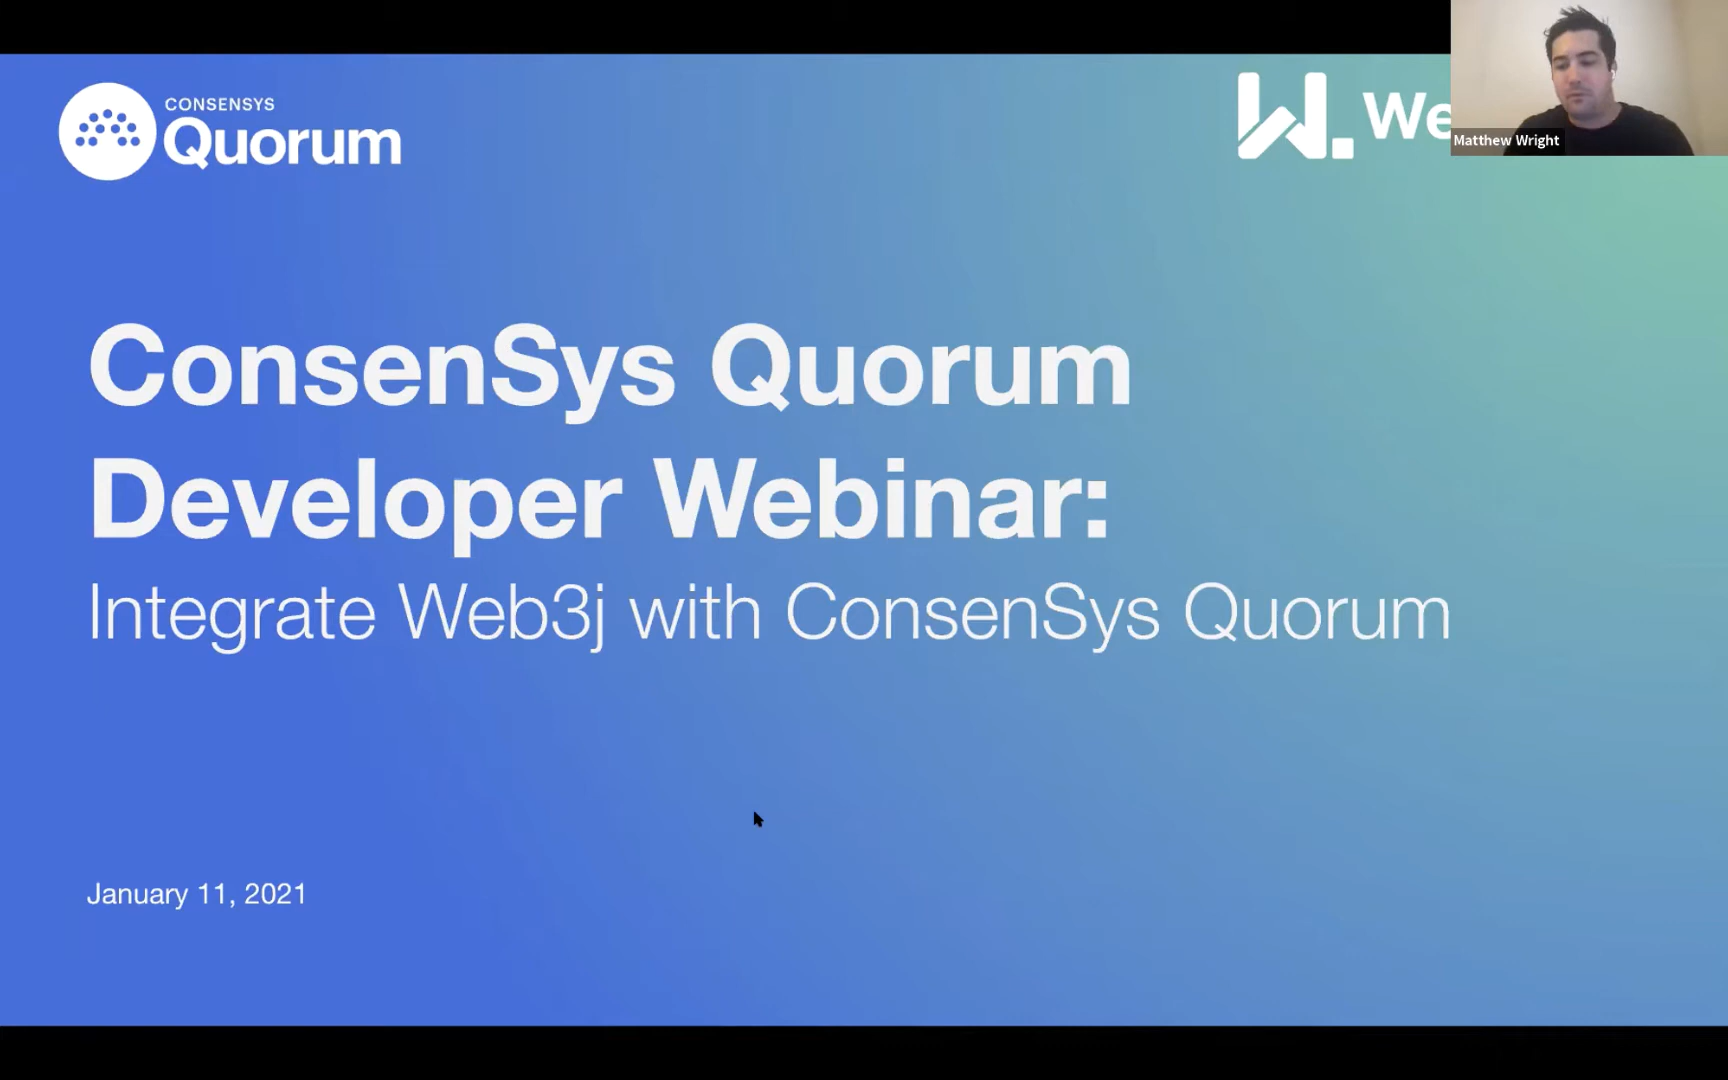 CONSENSYS
Quorum
W. We
Matthew Wright
ConsenSys Quorum
Developer Webinar:
Integrate Web3j with ConsenSys Quorum
January 11, 2021